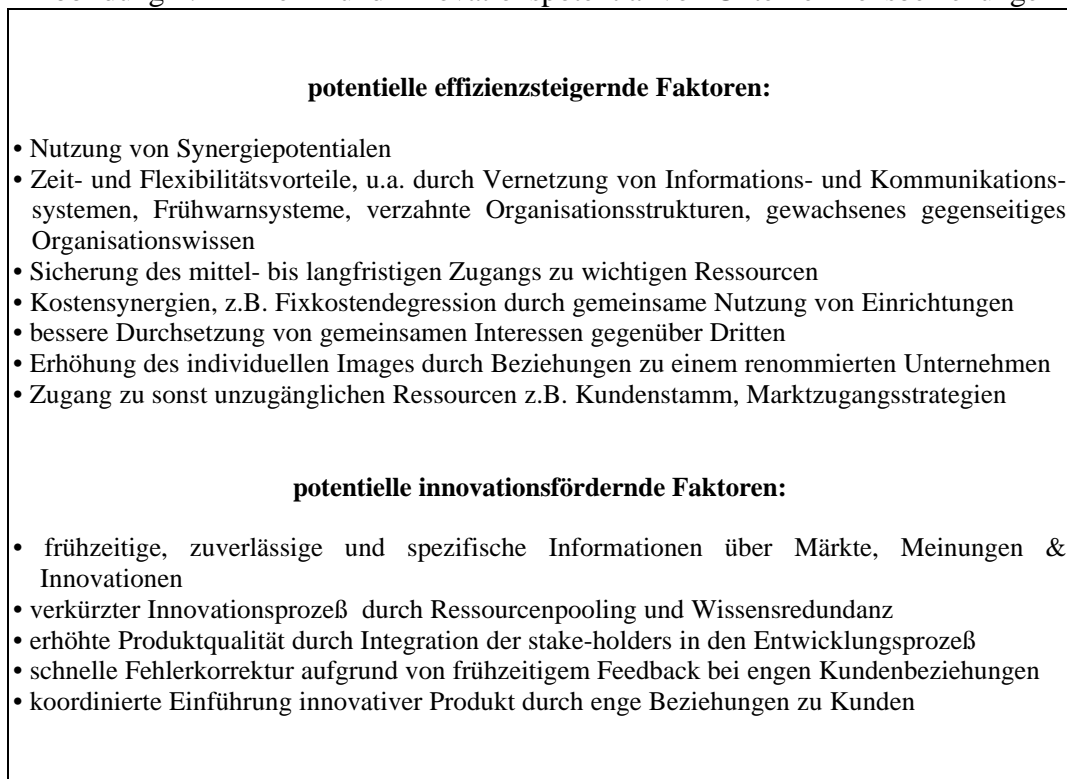 potentielle effizienzsteigernde Faktoren:
• Nutzung von Synergiepotentialen
• Zeit- und Flexibilitätsvorteile, u.a. durch Vernetzung von Informations- und Kommunikations-
systemen, Frühwarnsysteme, verzahnte Organisationsstrukturen, gewachsenes gegenseitiges
Organisationswissen
• Sicherung des mittel- bis langfristigen Zugangs zu wichtigen Ressourcen
• Kostensynergien, z.B. Fixkostendegression durch gemeinsame Nutzung von Einrichtungen
• bessere Durchsetzung von gemeinsamen Interessen gegenüber Dritten
• Erhöhung des individuellen Images durch Beziehungen zu einem renommierten Unternehmen
• Zugang zu sonst unzugänglichen Ressourcen z.B. Kundenstamm, Marktzugangsstrategien
potentielle innovationsfördernde Faktoren:
• frühzeitige, zuverlässige und spezifische Informationen über Märkte, Meinungen &
Innovationen
• verkürzter Innovationsprozeß durch Ressourcenpooling und Wissensredundanz
• erhöhte Produktqualität durch Integration der stake-holders in den Entwicklungsprozeß
• schnelle Fehlerkorrektur aufgrund von frühzeitigem Feedback bei engen Kundenbeziehungen
• koordinierte Einführung innovativer Produkt durch enge Beziehungen zu Kunden